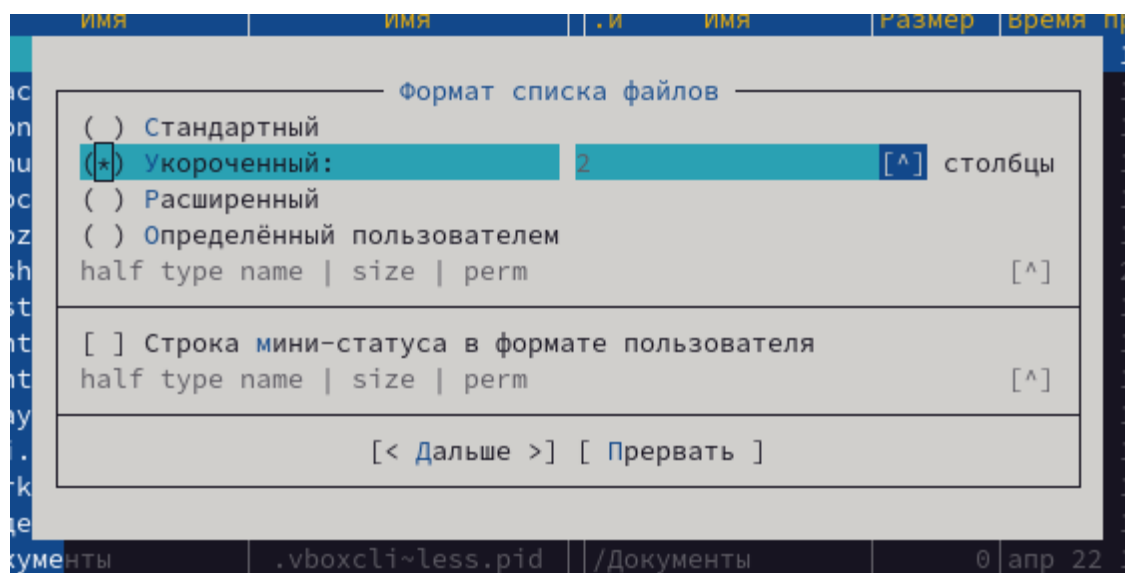 Имя Имя .и Имя Размер Время
Формат списка файлов
( ) Стандартный
(*) Укороченный: 2 [^] столбцы
( ) Расширенный
( ) Определённый пользователем
half type name | size | perm [^]
[ ] Строка мини-статуса в формате пользователя
half type name | size | perm [^]
[< Дальше >] [ Прервать ]
.vboxcli~less.pid /Документы 0 апр 22